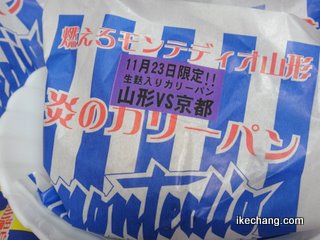 燃えろモンテディオ山形
11月23日限定!!
生麩入りカリーパン
山形VS京都
炎のカリーパン
montedio
www.ikechang.com